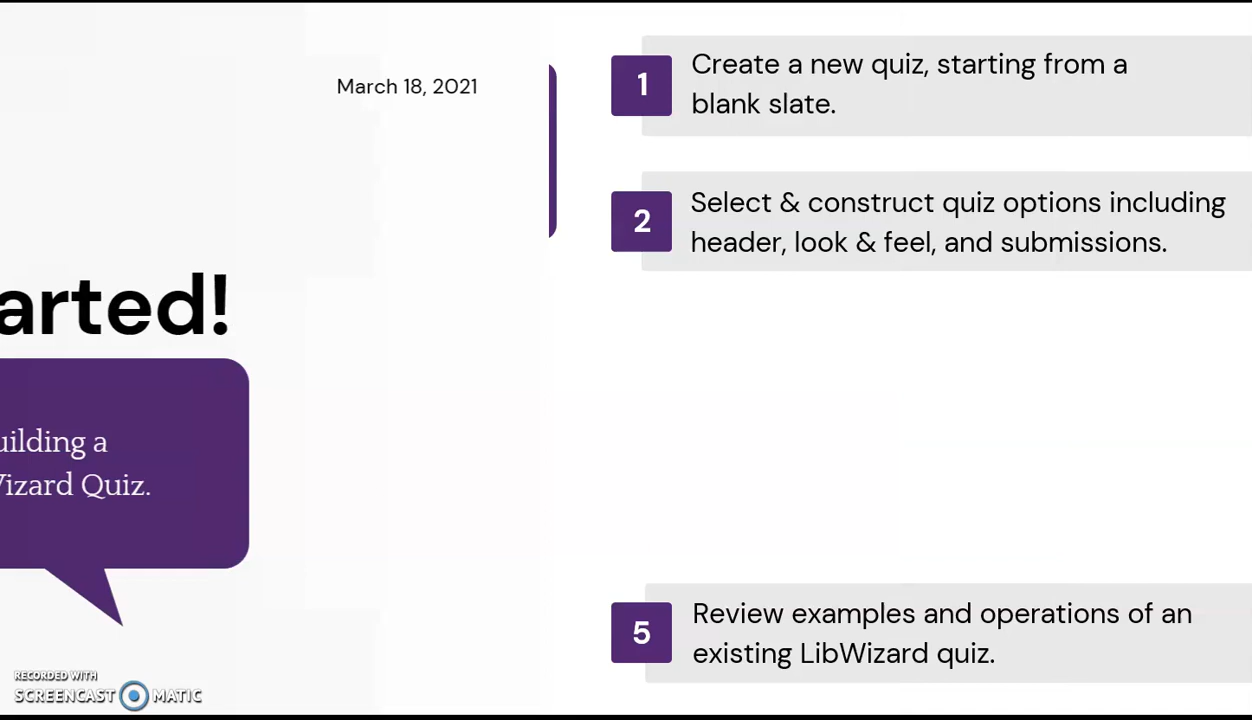 March 18, 2021
arted!
uilding a
Wizard Quiz.
1
Create a new quiz, starting from a
blank slate.
2
Select & construct quiz options including
header, look & feel, and submissions.
5
Review examples and operations of an
existing LibWizard quiz.
RECORDED WITH
SCREENCAST MATIC